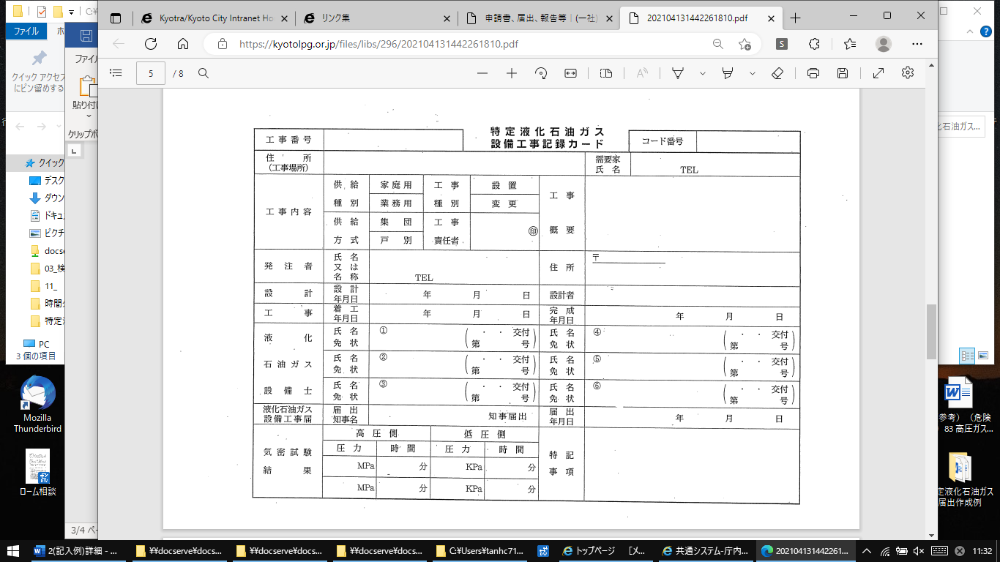 Kyotra/Kyoto City Intranet Ho
リンク集
申請書、届出、報告等｜(一社)
202104131442261810.pdf
https://kyotolpg.or.jp/files/libs/296/202104131442261810.pdf
5 / 8
ファイル
クイック アクセス
にピン留めする
ファイル
貼り付け
クリップボ
クイック
デスク
ダウン
ドキュ
ピクチ
docse
03_検
11_
時間
特定
PC
3 個の項目
3/4 ペー
化石油ガス...
工事番号
特定液化石油ガス
設備工事記録カード
コード番号
住所
(工事場所)
需要家
氏名
TEL
工事内容
供給
種別
家庭用
業務用
工事
種別
設置
変更
工事
概要
供給
方式
集団
戸別
工事
責任者
㊞
発注者
氏名
又は
名称
TEL
住所
〒
設計
設計
年月日
年 月 日
設計者
工事
着工
年月日
年 月 日
完成
年月日
年 月 日
液化
石油ガス
設備士
氏名
免状
① ( ・ ・ 交付
第 号 )
氏名
免状
④ ( ・ ・ 交付
第 号 )
氏名
免状
② ( ・ ・ 交付
第 号 )
氏名
免状
⑤ ( ・ ・ 交付
第 号 )
氏名
免状
③ ( ・ ・ 交付
第 号 )
氏名
免状
⑥ ( ・ ・ 交付
第 号 )
液化石油ガス
設備工事届
届出
知事名
知事届出
届出
年月日
年 月 日
気密試験
結果
高圧側
低圧側
圧力 時間 圧力 時間
MPa 分 KPa 分
MPa 分 KPa 分
特記
事項
Mozilla
Thunderbird
ローム相談
参考）（危険
83 高圧ガス...
定液化石油ガス
届出作成例
2(記入例)詳細 - ...
¥¥docserve¥docs...
¥¥docserve¥docs...
¥¥docserve¥docs...
C:¥Users¥tanhc71...
トップページ ［メ...
共通システム-庁内...
202104131442261...
11:32